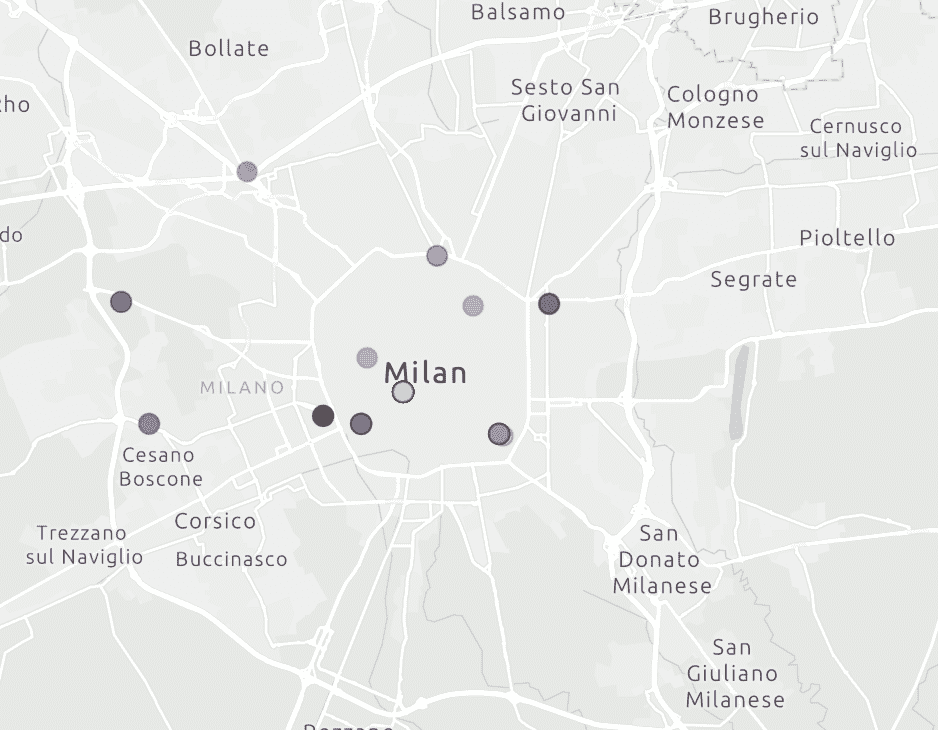 Balsamo
Brugherio
Bollate
Sesto San
Giovanni
Cologno
Monzese
Cernusco
sul Naviglio
Pioltello
Segrate
Milan
MILANO
Cesano
Boscone
Corsico
Trezzano
sul Naviglio
Buccinasco
San
Donato
Milanese
San
Giuliano
Milanese